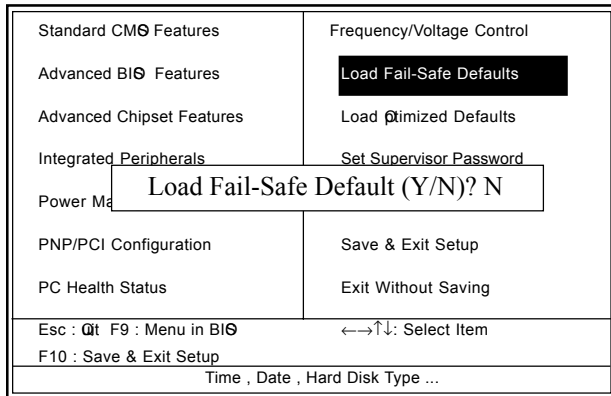 Standard CMOS Features
Advanced BIOS Features
Advanced Chipset Features
Integrated Peripherals
Power Ma
PNP/PCI Configuration
PC Health Status
Frequency/Voltage Control
Load Fail-Safe Defaults
Load Optimized Defaults
Set Supervisor Password
Load Fail-Safe Default (Y/N)? N
Save & Exit Setup
Exit Without Saving
Esc : Quit F9 : Menu in BIOS
←→↑↓: Select Item
F10 : Save & Exit Setup
Time , Date , Hard Disk Type ...